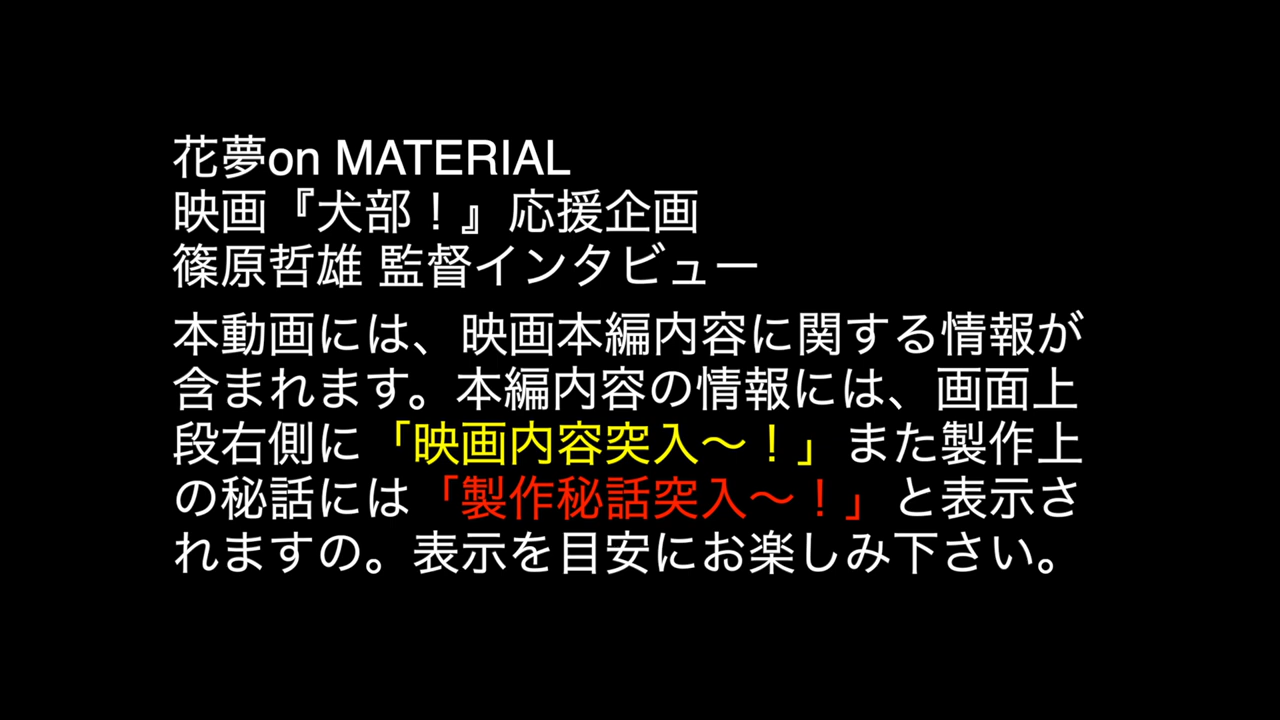 花夢on MATERIAL
映画『犬部！』応援企画
篠原哲雄 監督インタビュー
本動画には、映画本編内容に関する情報が
含まれます。本編内容の情報には、画面上
段右側に「映画内容突入〜！」また製作上
の秘話には「製作秘話突入〜！」と表示さ
れますの。表示を目安にお楽しみ下さい。